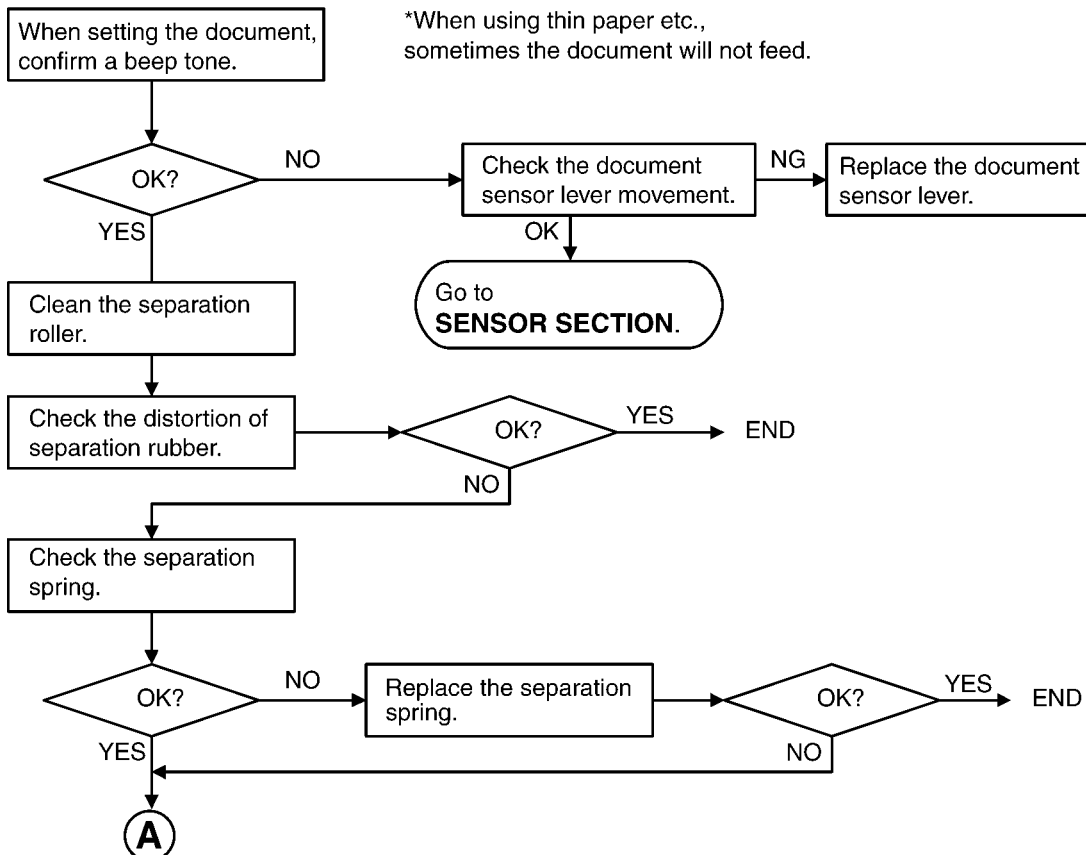 When setting the document,
confirm a beep tone.
*When using thin paper etc.,
sometimes the document will not feed.
OK?
NO
Check the document
sensor lever movement.
NG
Replace the document
sensor lever.
YES
OK
Go to
SENSOR SECTION.
Clean the separation
roller.
Check the distortion of
separation rubber.
OK?
YES
END
NO
Check the separation
spring.
OK?
NO
Replace the separation
spring.
OK?
YES
END
YES
NO
A